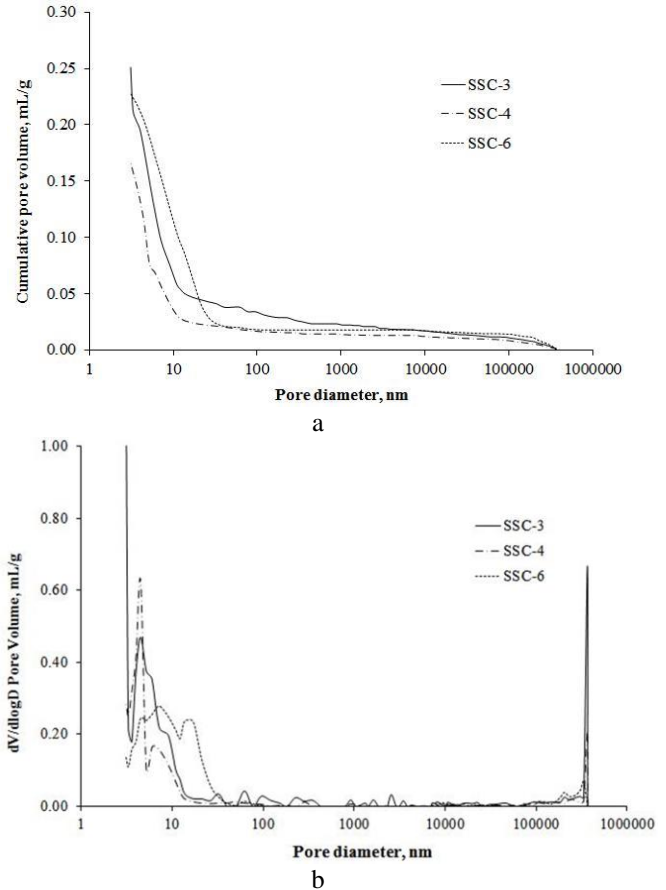 0.30
0.25
0.20
0.15
0.10
0.05
0.00
Cumulative pore volume, mL/g
SSC-3
SSC-4
SSC-6
1 10 100 1000 10000 100000 1000000
Pore diameter, nm
a
1.00
0.80
0.60
0.40
0.20
0.00
dV/dlogD Pore Volume, mL/g
SSC-3
SSC-4
SSC-6
1 10 100 1000 10000 100000 1000000
Pore diameter, nm
b